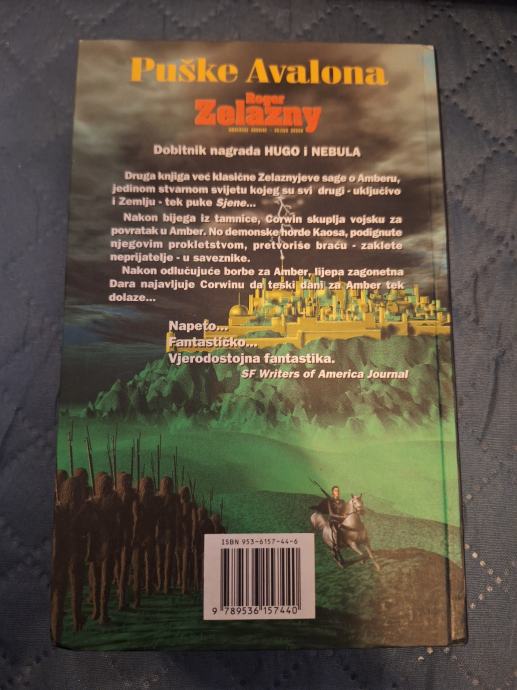 Puške Avalona
Roger
Zelazny
Dobitnik nagrada HUGO i NEBULA
Druga knjiga već klasične Zelaznyjeve sage o Amberu,
jedinom stvarnom svijetu kojeg su svi drugi - uključivo
i Zemlju - tek puke Sjene...
Nakon bijega iz tamnice, Corwin skuplja vojsku za
povratak u Amber. No demonske horde Kaosa, podignute
njegovim prokletstvom, pretvoriše braću - zaklete
neprijatelje - u saveznike.
Nakon odlučujuće borbe za Amber, lijepa zagonetna
Dara najavljuje Corwinu da teški dani za Amber tek
dolaze...
Napeto...
Fantastičko...
Vjerodostojna fantastika.
SF Writers of America Journal
ISBN 953-6157-44-6
9 789536 157440